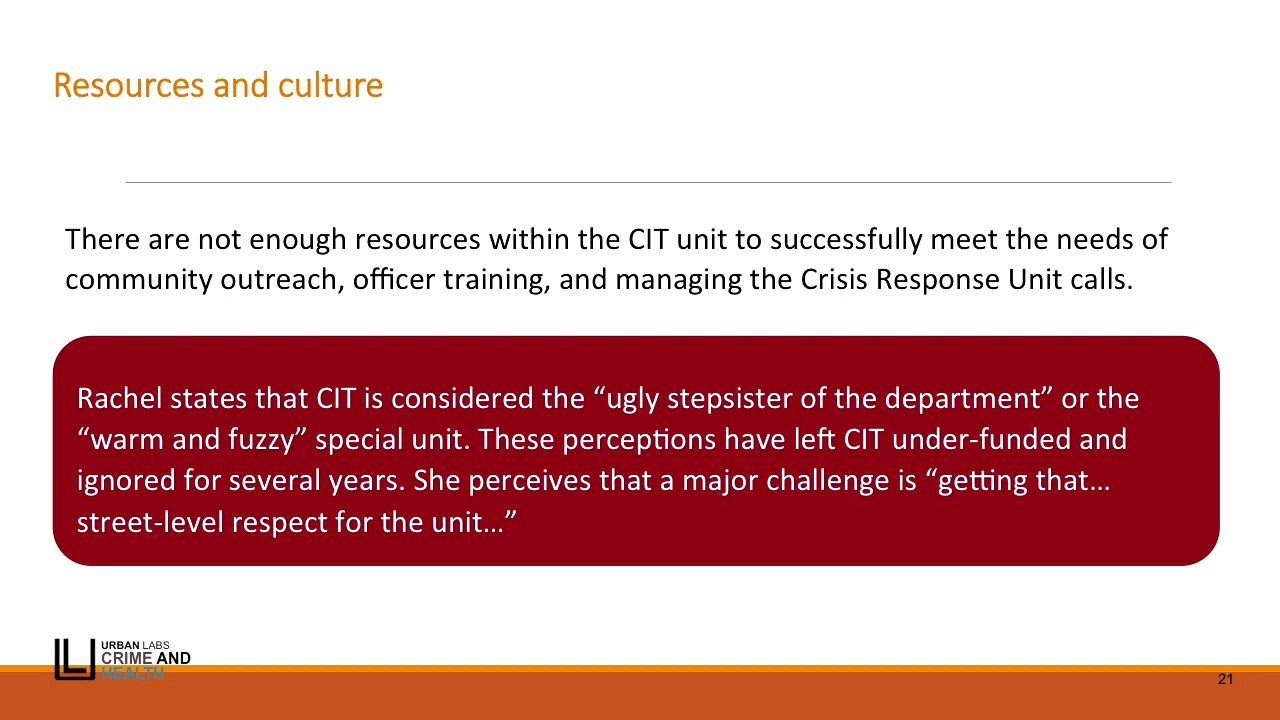 Resources and culture
There are not enough resources within the CIT unit to successfully meet the needs of
community outreach, officer training, and managing the Crisis Response Unit calls.
Rachel states that CIT is considered the “ugly stepsister of the department” or the
“warm and fuzzy” special unit. These perceptions have left CIT under-funded and
ignored for several years. She perceives that a major challenge is “getting that…
street-level respect for the unit…”
URBAN LABS
CRIME AND
HEALTH
21